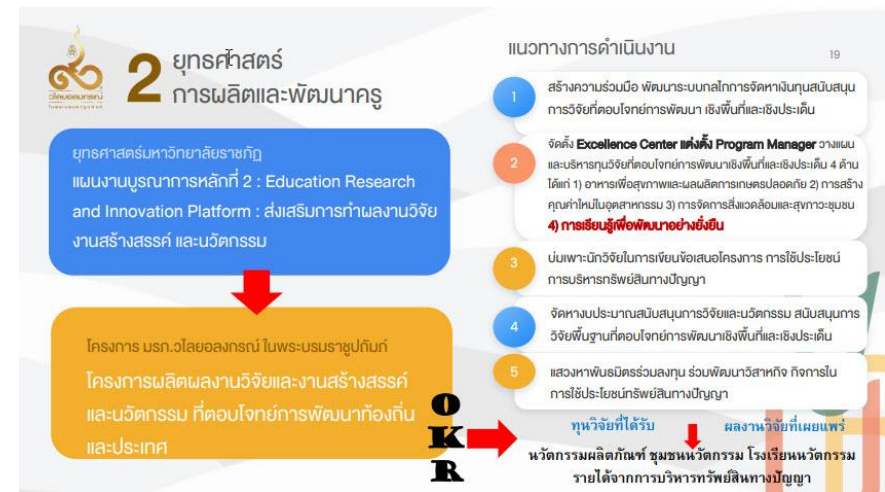 วไลยอลงกรณ์
2
ยุทธศาสตร์
การผลิตและพัฒนาครู
ยุทธศาสตร์มหาวิทยาลัยราชภัฏ
แผนงานบูรณาการหลักที่ 2 : Education Research
and Innovation Platform : ส่งเสริมการทำผลงานวิจัย
งานสร้างสรรค์ และนวัตกรรม
โครงการ มรภ.วไลยอลงกรณ์ ในพระบรมราชูปถัมภ์
โครงการผลิตผลงานวิจัยและงานสร้างสรรค์
และนวัตกรรม ที่ตอบโจทย์การพัฒนาท้องถิ่น
และประเทศ
O
K
R
แนวทางการดำเนินงาน
19
1
สร้างความร่วมมือ พัฒนาระบบกลไกการจัดหาเงินทุนสนับสนุน
การวิจัยที่ตอบโจทย์การพัฒนา เชิงพื้นที่และเชิงประเด็น
2
จัดตั้ง Excellence Center แต่งตั้ง Program Manager วางแผน
และบริหารทุนวิจัยที่ตอบโจทย์การพัฒนาเชิงพื้นที่และเชิงประเด็น 4 ด้าน
ได้แก่ 1) อาหารเพื่อสุขภาพและผลผลิตการเกษตรปลอดภัย 2) การสร้าง
คุณค่าใหม่ในอุตสาหกรรม 3) การจัดการสิ่งแวดล้อมและสุขภาวะชุมชน
4) การเรียนรู้เพื่อพัฒนาอย่างยั่งยืน
3
บ่มเพาะนักวิจัยในการเขียนข้อเสนอโครงการ การใช้ประโยชน์
การบริหารทรัพย์สินทางปัญญา
4
จัดหางบประมาณสนับสนุนการวิจัยและนวัตกรรม สนับสนุนการ
วิจัยพื้นฐานที่ตอบโจทย์การพัฒนาเชิงพื้นที่และเชิงประเด็น
5
แสวงหาพันธมิตรร่วมลงทุน ร่วมพัฒนาวิสาหกิจ กิจการใน
การใช้ประโยชน์ทรัพย์สินทางปัญญา
ทุนวิจัยที่ได้รับ
ผลงานวิจัยที่เผยแพร่
นวัตกรรมผลิตภัณฑ์ ชุมชนนวัตกรรม โรงเรียนนวัตกรรม
รายได้จากการบริหารทรัพย์สินทางปัญญา